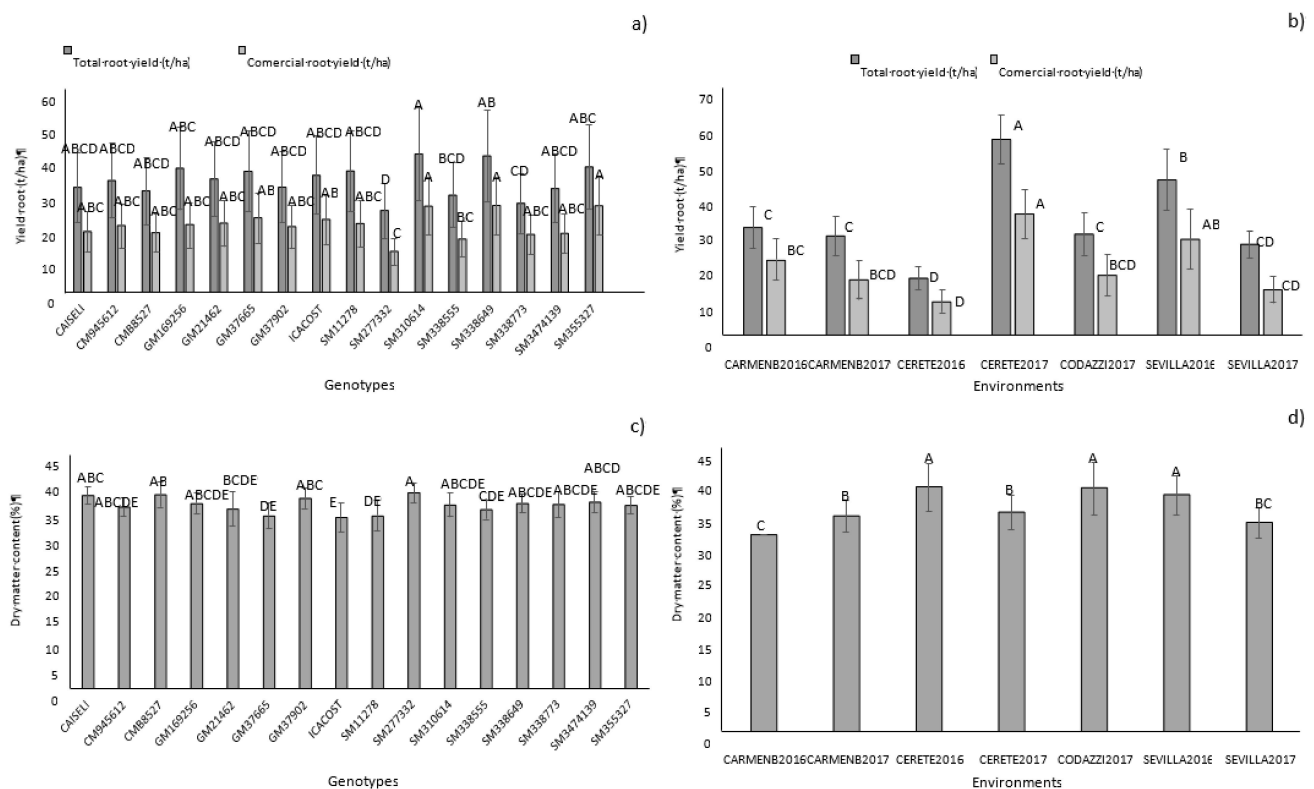 a)
Total·root·yield·(t/ha) Comercial·root·yield·(t/ha)
Yield·root·(t/ha)¶
60
50
40
30
20
10
0
ABCD ABC
ABCD ABC
ABCD ABC
ABC ABC
ABCD ABC
ABC AB
ABCD ABC
ABCD AB
ABCD ABC
D C
A A
BCD BC
AB A
CD ABC
ABCD ABC
ABC A
CAISELI
CM945612
CMB8527
GM169256
GM21462
GM37665
GM37902
ICACOST
SM11278
SM277332
SM310614
SM338555
SM338649
SM338773
SM3474139
SM355327
Genotypes
b)
Total·root·yield·(t/ha) Comercial·root·yield·(t/ha)
Yield·root·(t/ha)¶
70
60
50
40
30
20
10
0
C BC
C BCD
D D
A A
C BCD
B AB
CD CD
CARMENB2016 CARMENB2017 CERETE2016 CERETE2017 CODAZZI2017 SEVILLA2016 SEVILLA2017
Environments
c)
Dry·matter·content(%)¶
45
40
35
30
25
20
15
10
5
0
ABC
ABCDE
AB
ABCDE
BCDE
DE
ABC
E
DE
A
ABCDE
CDE
ABCDE
ABCDE
ABCD
ABCDE
CAISELI
CM945612
CMB8527
GM169256
GM21462
GM37665
GM37902
ICACOST
SM11278
SM277332
SM310614
SM338555
SM338649
SM338773
SM3474139
SM355327
Genotypes
d)
Dry·matter·content·(%)¶
45
40
35
30
25
20
15
10
5
0
C
B
A
B
A
A
BC
CARMENB2016 CARMENB2017 CERETE2016 CERETE2017 CODAZZI2017 SEVILLA2016 SEVILLA2017
Environments